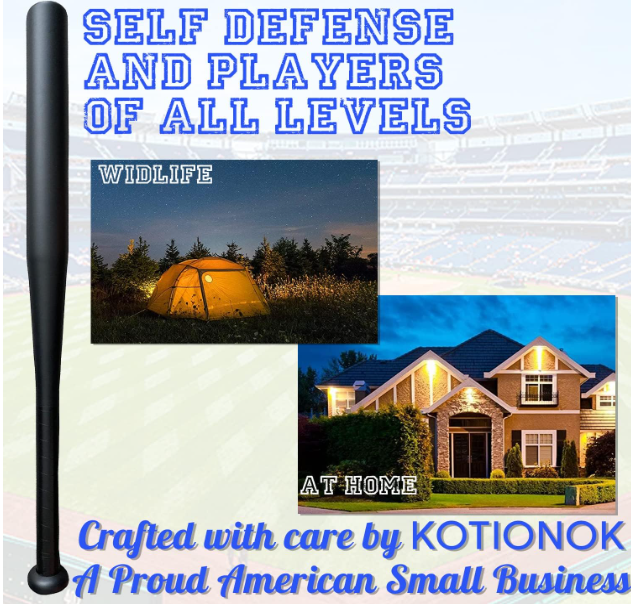 SELF DEFENSE
AND PLAYERS
OF ALL LEVELS
WIDLIFE
AT HOME
Crafted with care by KOTIONOK
A Proud American Small Business